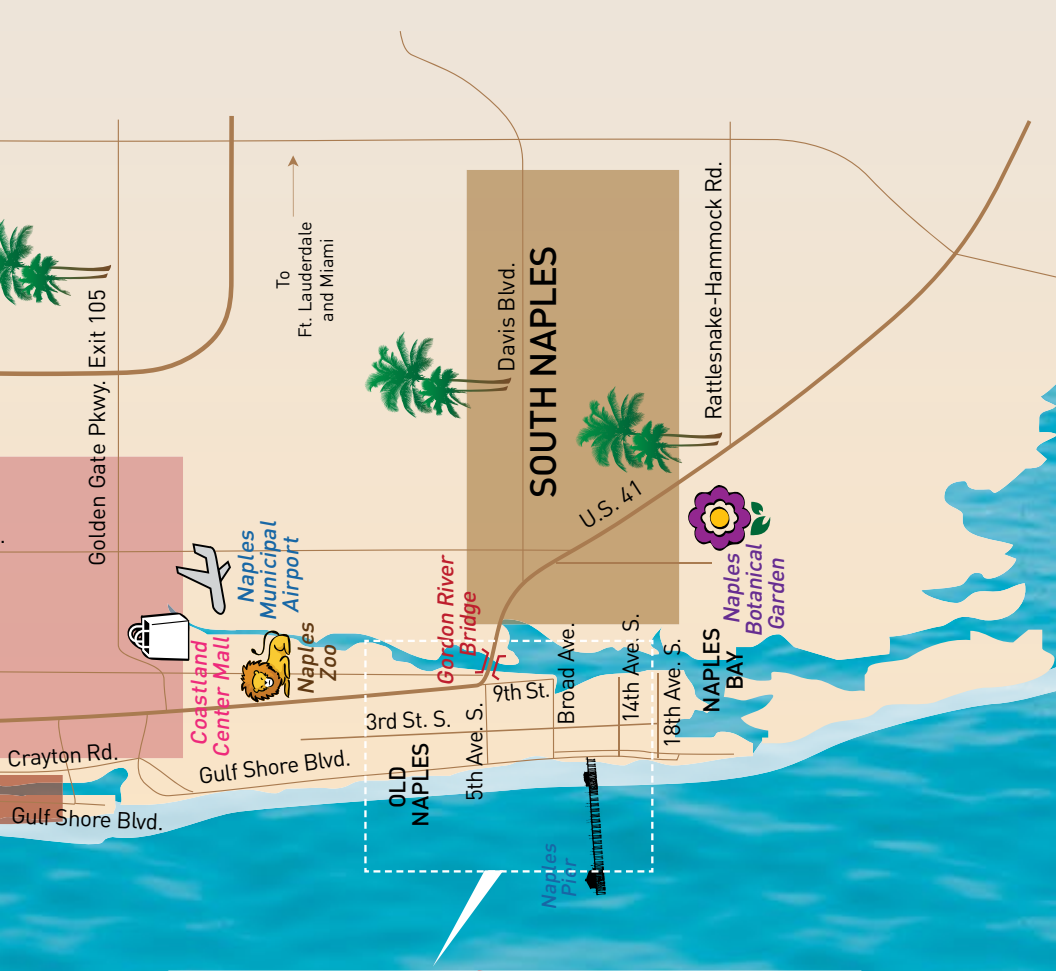 Golden Gate Pkwy. Exit 105
To
Ft. Lauderdale
and Miami
Davis Blvd.
SOUTH NAPLES
Rattlesnake-Hammock Rd.
U.S. 41
Naples
Municipal
Airport
Gordon River
Bridge
Naples
Botanical
Garden
Coastland
Center Mall
Naples
Zoo
NAPLES
BAY
9th St.
Broad Ave.
14th Ave. S.
18th Ave. S.
3rd St. S.
5th Ave. S.
Crayton Rd.
Gulf Shore Blvd.
OLD
NAPLES
Gulf Shore Blvd.
Naples
Pier